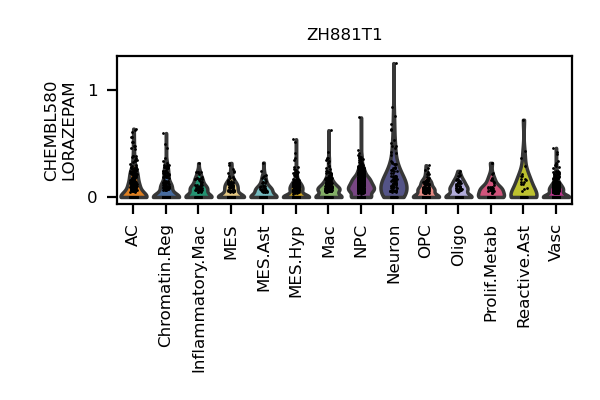 ZH881T1
CHEMBL580
LORAZEPAM
1
0
AC
Chromatin.Reg
Inflammatory.Mac
MES
MES.Ast
MES.Hyp
Mac
NPC
Neuron
OPC
Oligo
Prolif.Metab
Reactive.Ast
Vasc